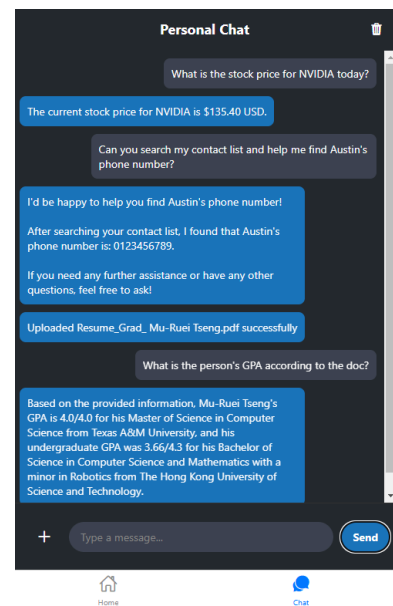 Personal Chat
What is the stock price for NVIDIA today?
The current stock price for NVIDIA is $135.40 USD.
Can you search my contact list and help me find Austin's
phone number?
I'd be happy to help you find Austin's phone number!
After searching your contact list, I found that Austin's
phone number is: 0123456789.
If you need any further assistance or have any other
questions, feel free to ask!
Uploaded Resume_Grad_ Mu-Ruei Tseng.pdf successfully
What is the person's GPA according to the doc?
Based on the provided information, Mu-Ruei Tseng's
GPA is 4.0/4.0 for his Master of Science in Computer
Science from Texas A&M University, and his
undergraduate GPA was 3.66/4.3 for his Bachelor of
Science in Computer Science and Mathematics with a
minor in Robotics from The Hong Kong University of
Science and Technology.
Type a message...
Send
Home
Chat